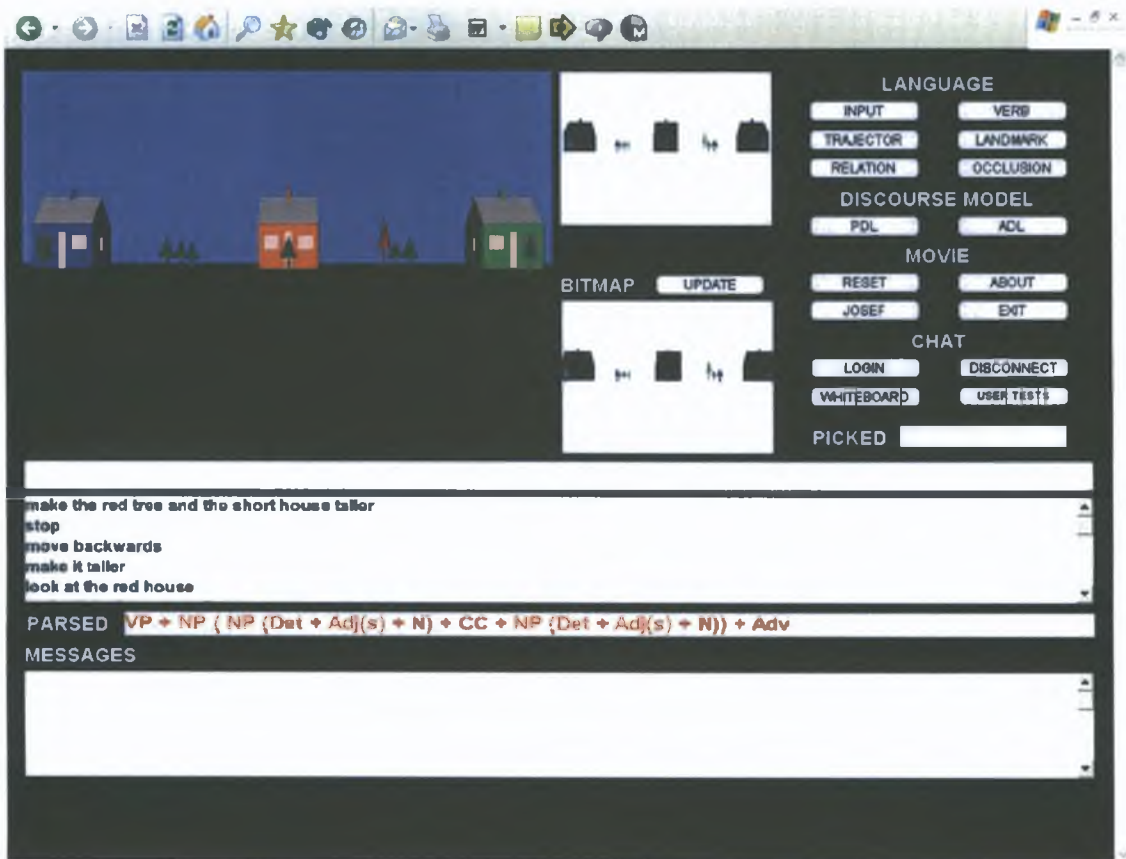 LANGUAGE
INPUT VERB
TRAJECTOR LANDMARK
RELATION OCCLUSION
DISCOURSE MODEL
PDL ADL
MOVIE
BITMAP UPDATE RESET ABOUT
JOSEF EXIT
CHAT
LOGIN DISCONNECT
WHITEBOARD USER TESTS
PICKED
make the red tree and the short house taller
stop
move backwards
make it taller
look at the red house
PARSED VP + NP ( NP (Det + Adj(s) + N) + CC + NP (Det + Adj(s) + N)) + Adv
MESSAGES